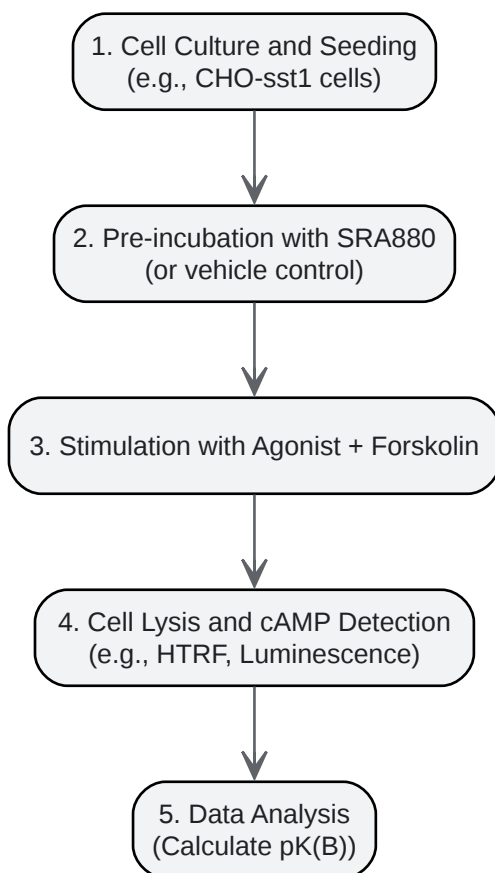 1. Cell Culture and Seeding
(e.g., CHO-sst1 cells)
2. Pre-incubation with SRA880
(or vehicle control)
3. Stimulation with Agonist + Forskolin
4. Cell Lysis and cAMP Detection
(e.g., HTRF, Luminescence)
5. Data Analysis
(Calculate pK(B))